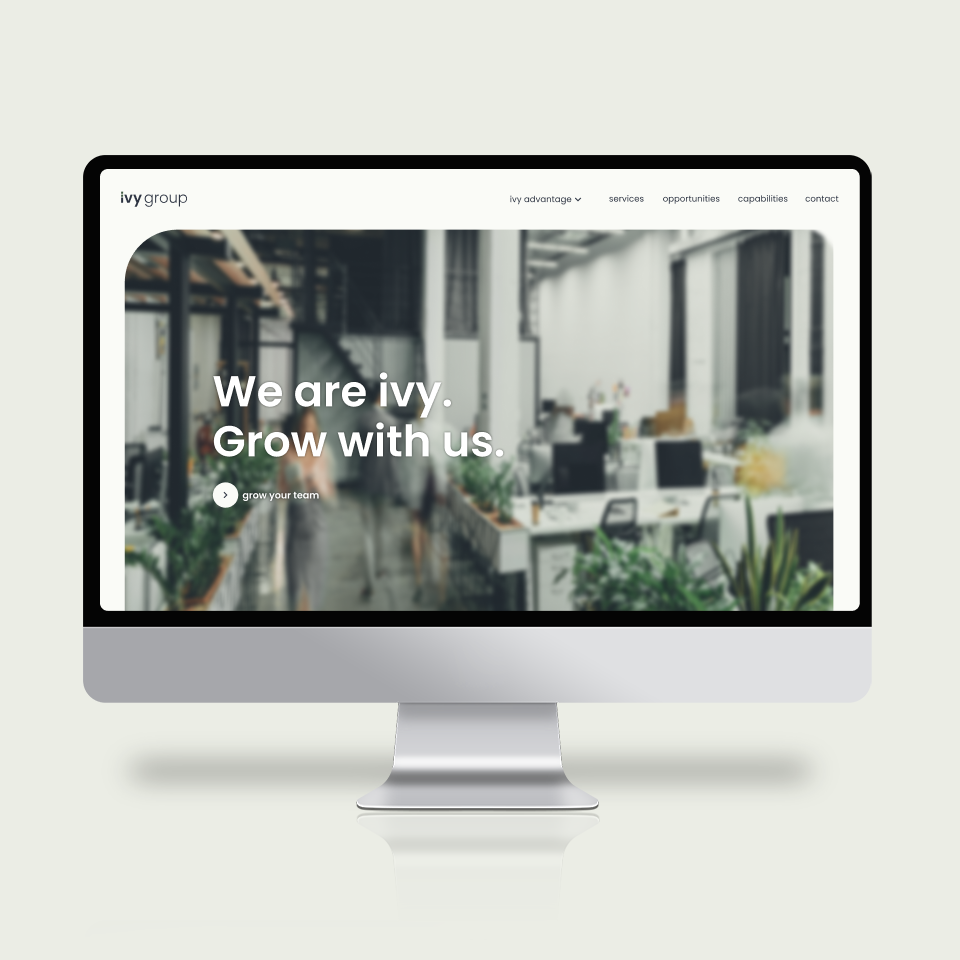 ivy group
ivy advantage services opportunities capabilities contact
We are ivy.
Grow with us.
grow your team